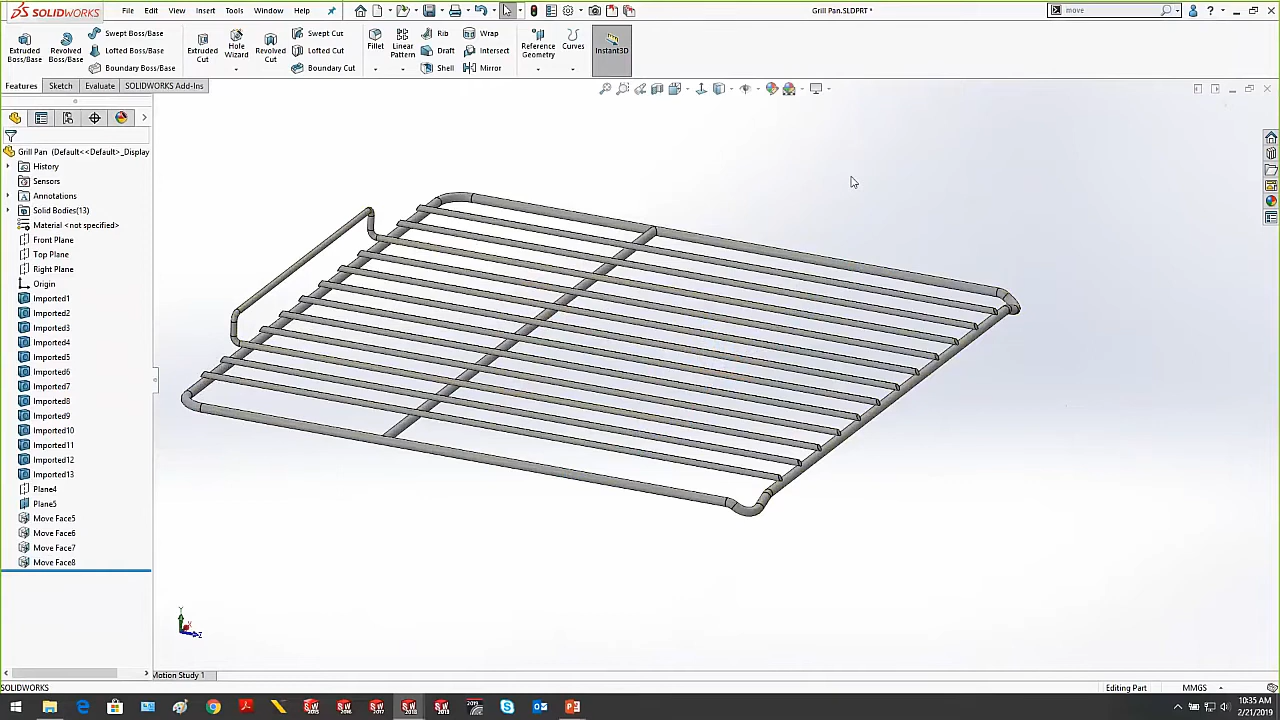 SOLIDWORKS File Edit View Insert Tools Window Help Grill Pan.SLDPRT * move
Extruded Boss/Base
Revolved Boss/Base
Swept Boss/Base
Lofted Boss/Base
Boundary Boss/Base
Extruded Cut
Hole Wizard
Revolved Cut
Swept Cut
Lofted Cut
Boundary Cut
Fillet
Linear Pattern
Rib
Draft
Shell
Wrap
Intersect
Mirror
Reference Geometry
Curves
Instant3D
Features Sketch Evaluate SOLIDWORKS Add-Ins
Grill Pan (Default<<Default>_Display
History
Sensors
Annotations
Solid Bodies(13)
Material <not specified>
Front Plane
Top Plane
Right Plane
Origin
Imported1
Imported2
Imported3
Imported4
Imported5
Imported6
Imported7
Imported8
Imported9
Imported10
Imported11
Imported12
Imported13
Plane4
Plane5
Move Face5
Move Face6
Move Face7
Move Face8
Y
X
Z
Motion Study 1
SOLIDWORKS Editing Part MMGS
10:35 AM
2/21/2019